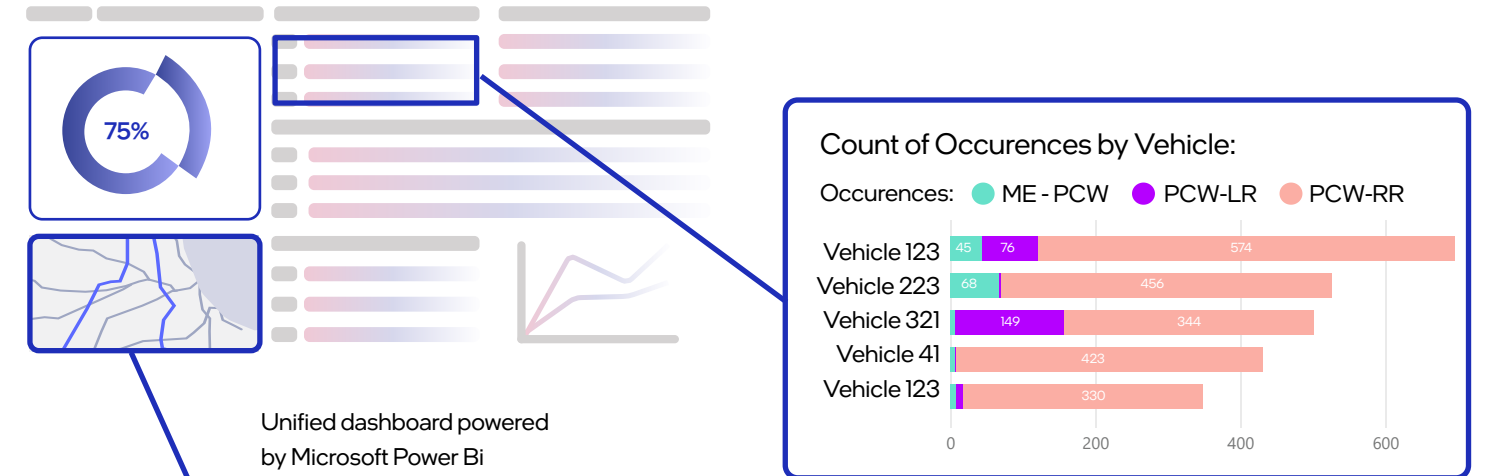 75%
Count of Occurences by Vehicle:
Occurences: ME - PCW PCW-LR PCW-RR
Vehicle 123 45 76 574
Vehicle 223 68 456
Vehicle 321 149 344
Vehicle 41 423
Vehicle 123 330
0 200 400 600
Unified dashboard powered
by Microsoft Power Bi